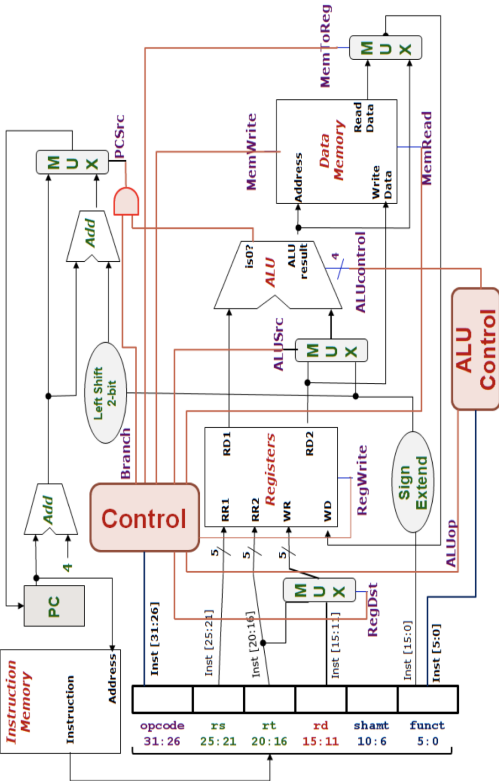 Instruction
Memory
Instruction
Address
PC
4
Add
Left Shift
2-bit
Add
M
U
X
PCSrc
opcode
31:26
rs
25:21
rt
20:16
rd
15:11
shamt
10:6
funct
5:0
Inst [31:26]
Inst [25:21]
Inst [20:16]
Inst [15:11]
Inst [15:0]
Inst [5:0]
Control
Branch
5
5
5
RR1
RR2
WR
WD
Registers
RD1
RD2
RegWrite
M
U
X
RegDst
Sign
Extend
ALUop
ALUSrc
M
U
X
is0?
ALU
ALU
result
4
ALUcontrol
ALU
Control
MemWrite
Address
Data
Memory
Read
Data
Write
Data
MemRead
MemToReg
M
U
X